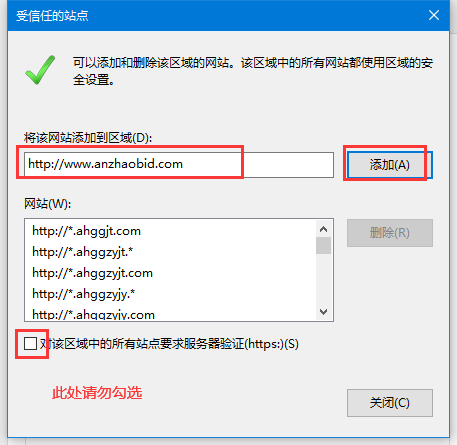 受信任的站点
可以添加和删除该区域的网站。该区域中的所有网站都使用区域的安
全设置。
将该网站添加到区域(D):
http://www.anzhaobid.com
添加(A)
网站(W):
http://*.ahggjt.com
http://*.ahggzyjt.*
http://*.ahggzyjt.com
http://*.ahggzyjy.*
http://*.ahggzyjy.com
删除(R)
对该区域中的所有站点要求服务器验证(https:)(S)
此处请勿勾选
关闭(C)